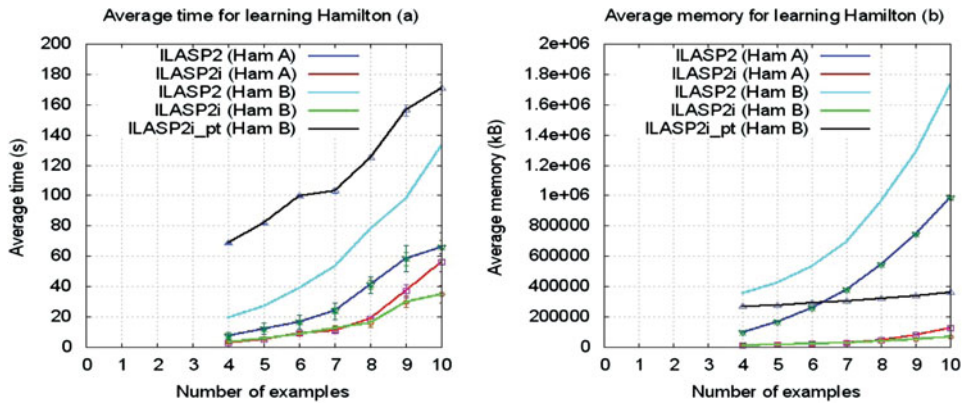 Average time for learning Hamilton (a)
200
180
160
140
120
100
80
60
40
20
0
Average time (s)
ILASP2 (Ham A)
ILASP2i (Ham A)
ILASP2 (Ham B)
ILASP2i (Ham B)
ILASP2i_pt (Ham B)
0 1 2 3 4 5 6 7 8 9 10
Number of examples
Average memory for learning Hamilton (b)
2e+06
1.8e+06
1.6e+06
1.4e+06
1.2e+06
1e+06
800000
600000
400000
200000
0
Average memory (kB)
ILASP2 (Ham A)
ILASP2i (Ham A)
ILASP2 (Ham B)
ILASP2i (Ham B)
ILASP2i_pt (Ham B)
0 1 2 3 4 5 6 7 8 9 10
Number of examples